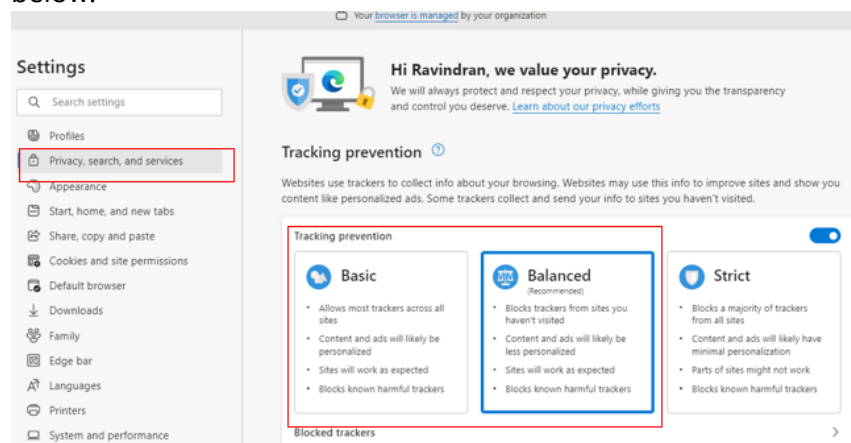 below.
Your browser is managed by your organization
Settings
Search settings
Profiles
Privacy, search, and services
Appearance
Start, home, and new tabs
Share, copy and paste
Cookies and site permissions
Default browser
Downloads
Family
Edge bar
Languages
Printers
System and performance
Hi Ravindran, we value your privacy.
We will always protect and respect your privacy, while giving you the transparency
and control you deserve. Learn about our privacy efforts
Tracking prevention
Websites use trackers to collect info about your browsing. Websites may use this info to improve sites and show you
content like personalized ads. Some trackers collect and send your info to sites you haven't visited.
Tracking prevention
Basic
• Allows most trackers across all
sites
• Content and ads will likely be
personalized
• Sites will work as expected
• Blocks known harmful trackers
Balanced
(Recommended)
• Blocks trackers from sites you
haven't visited
• Content and ads will likely be
less personalized
• Sites will work as expected
• Blocks known harmful trackers
Strict
• Blocks a majority of trackers
from all sites
• Content and ads will likely have
minimal personalization
• Parts of sites might not work
• Blocks known harmful trackers
Blocked trackers